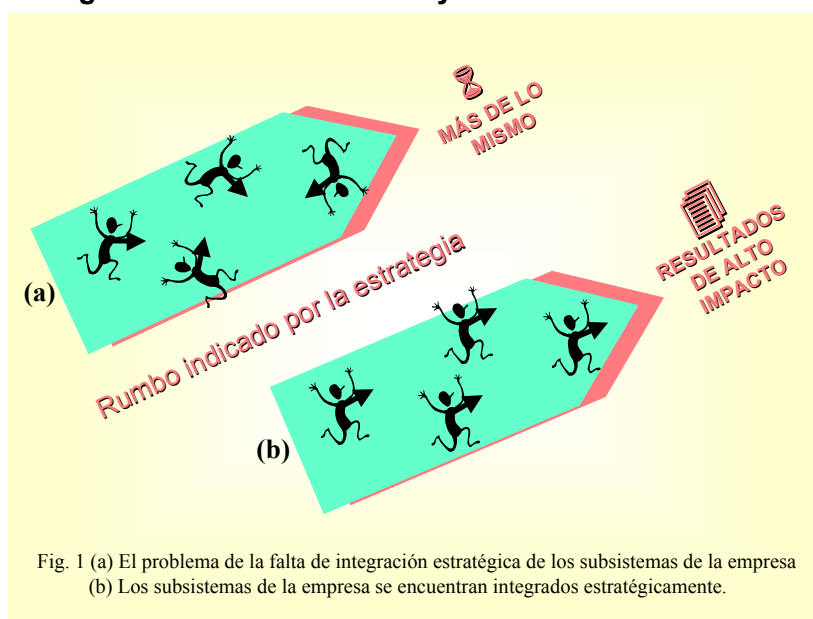 MÁS DE LO
MISMO
(a)
Rumbo indicado por la estrategia
RESULTADOS
DE ALTO
IMPACTO
(b)
Fig. 1 (a) El problema de la falta de integración estratégica de los subsistemas de la empresa
(b) Los subsistemas de la empresa se encuentran integrados estratégicamente.